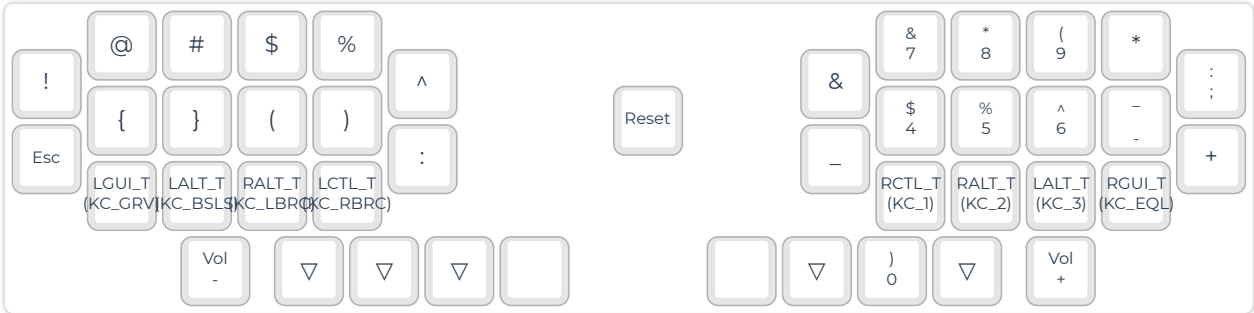 @ # $ %
& 7
* 8
( 9
*
! ^
Reset
& : ;
{ } ( )
$ 4
% 5
^ 6
_ -
Esc :
_ +
LGUI_T (KC_GRV)
LALT_T (KC_BSLS)
RALT_T (KC_LBRC)
LCTL_T (KC_RBRC)
RCTL_T (KC_1)
RALT_T (KC_2)
LALT_T (KC_3)
RGUI_T (KC_EQL)
Vol -
▽ ▽ ▽
▽
) 0
▽
Vol +